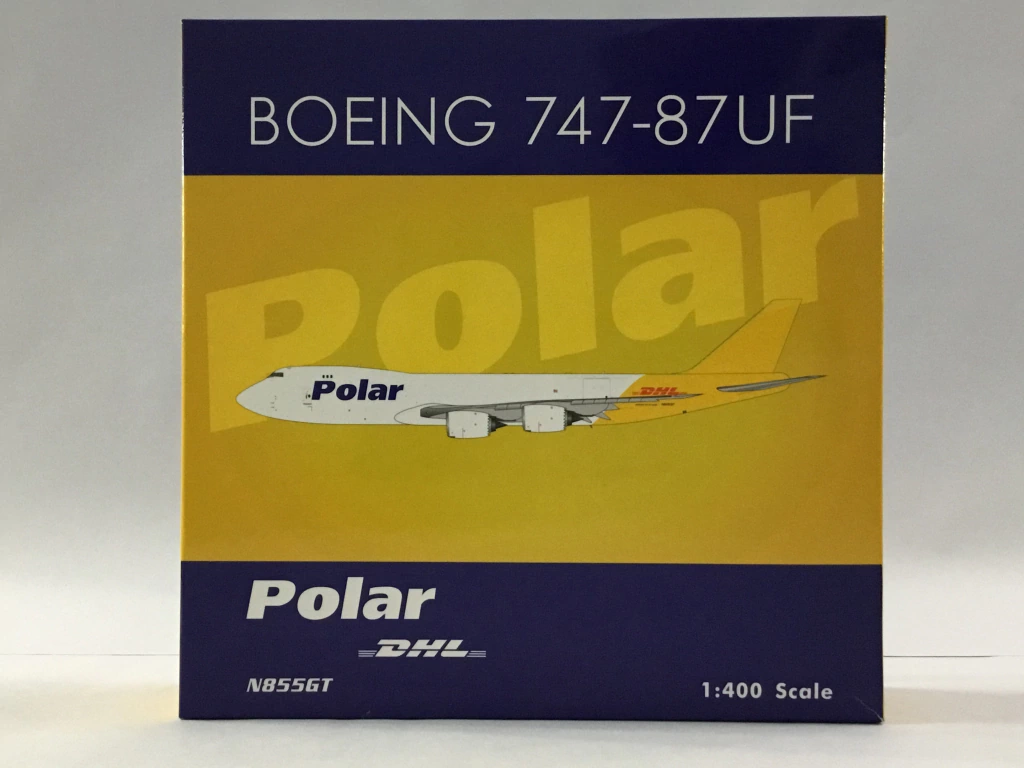 BOEING 747-87UF
Polar
Polar
DHL
Polar
DHL
N855GT
1:400 Scale